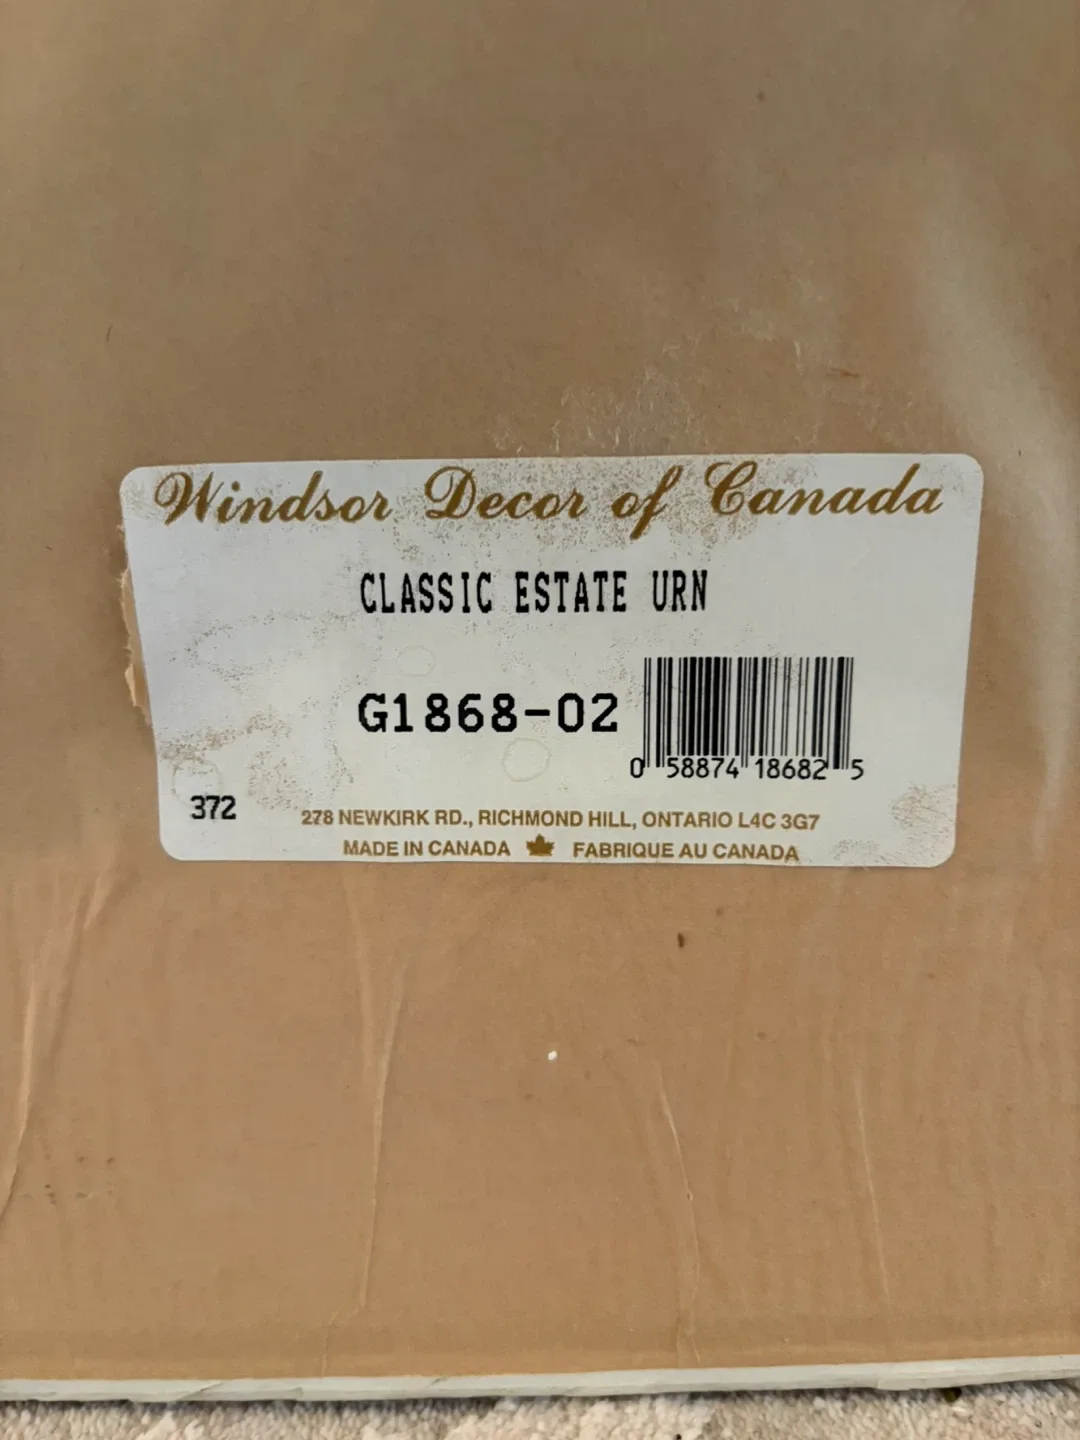 Windsor Decor of Canada
CLASSIC ESTATE URN
G1868-02
0 58874 18682 5
372
278 NEWKIRK RD., RICHMOND HILL, ONTARIO L4C 3G7
MADE IN CANADA FABRIQUE AU CANADA